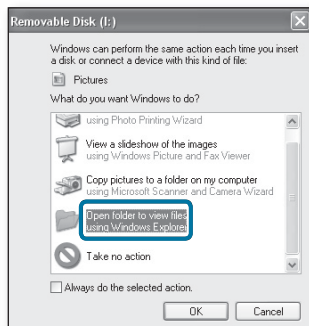 Removable Disk (I:)
Windows can perform the same action each time you insert
a disk or connect a device with this kind of file:
Pictures
What do you want Windows to do?
using Photo Printing Wizard
View a slideshow of the images
using Windows Picture and Fax Viewer
Copy pictures to a folder on my computer
using Microsoft Scanner and Camera Wizard
Open folder to view files
using Windows Explorer
Take no action
Always do the selected action.
OK
Cancel